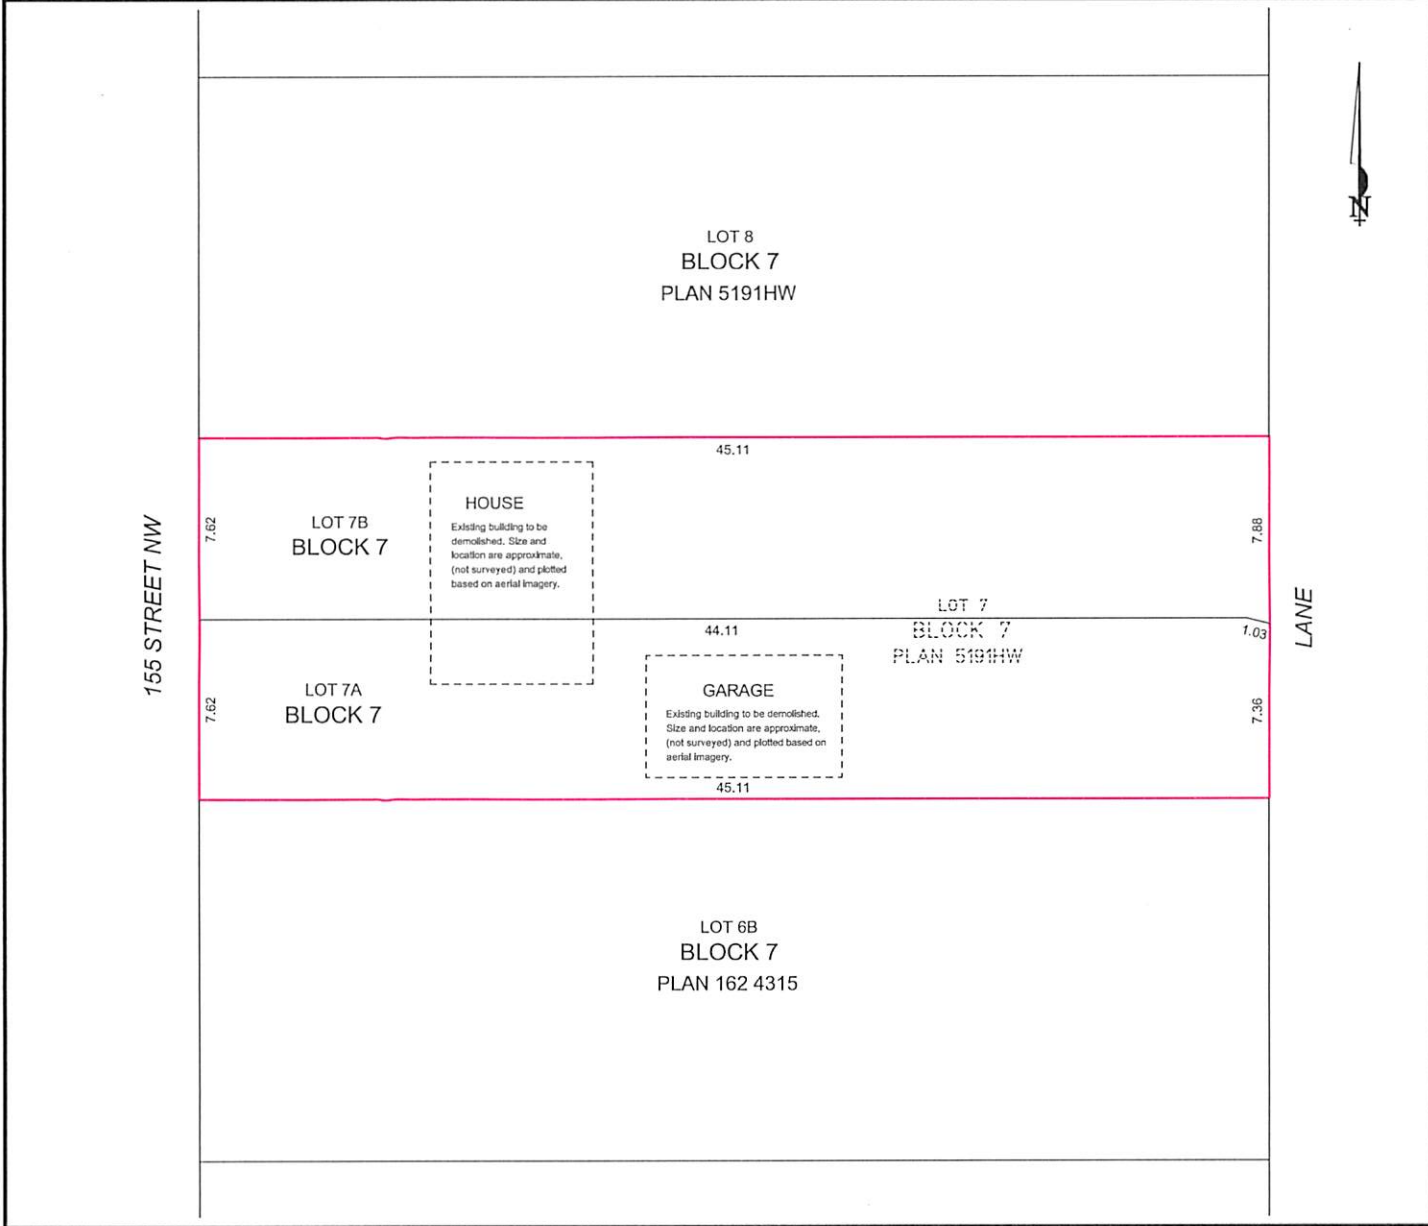 N
LOT 8
BLOCK 7
PLAN 5191HW
45.11
HOUSE
Existing building to be
demolished. Size and
location are approximate,
(not surveyed) and plotted
based on aerial imagery.
LOT 7B
BLOCK 7
7.62
7.88
155 STREET NW
LANE
LOT 7
BLOCK 7
PLAN 5191HW
44.11
1.03
LOT 7A
BLOCK 7
7.62
7.36
GARAGE
Existing building to be demolished.
Size and location are approximate,
(not surveyed) and plotted based on
aerial imagery.
45.11
LOT 6B
BLOCK 7
PLAN 162 4315